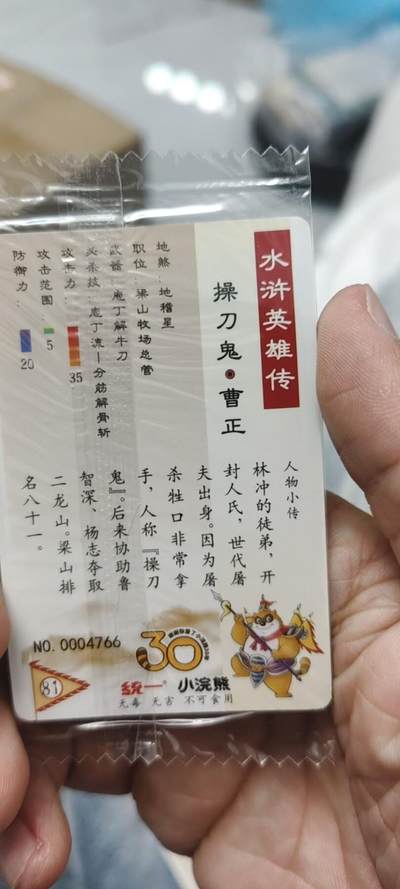 水浒英雄传
操刀鬼•曹正
地煞：地稽星
职位：梁山牧场总管
武器：庖丁解牛刀
必杀技：庖丁流—分筋解骨斩
攻击力：35
攻击范围：5
防御力：20
人物小传
林冲的徒弟，开
封人氏，世代屠
夫出身。因为屠
杀牲口非常拿
手，人称『操刀
鬼』。后来协助鲁
智深、杨志夺取
二龙山。梁山排
名八十一。
NO.0004766
30
81
统一 小浣熊
无毒 无害 不可食用